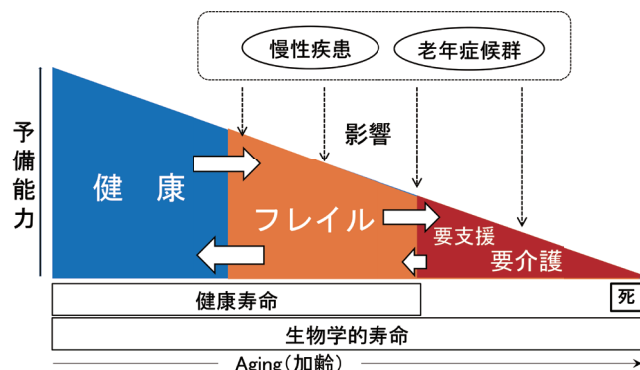 慢性疾患
老年症候群
影響
予備能力
健　康
フレイル
要支援
要介護
健康寿命
死
生物学的寿命
Aging(加齢)